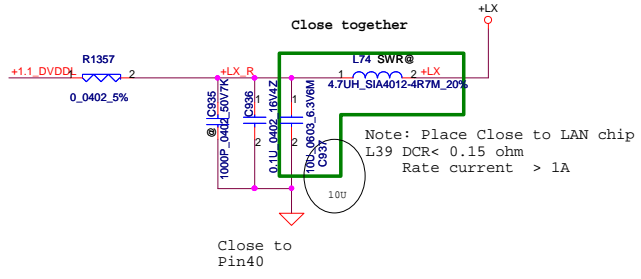 +LX
Close together
R1357
L74 SWR@
+1.1_DVDDL
1
2
+LX_R
1
2
+LX
0_0402_5%
4.7UH_SIA4012-4R7M_20%
C935
@
1000P_0402_50V7K
C936
1
2
0.1U_0402_16V4Z
1
2
10U_0603_6.3V6M
C937
Note: Place Close to LAN chip
L39 DCR< 0.15 ohm
Rate current > 1A
10U
Close to
Pin40